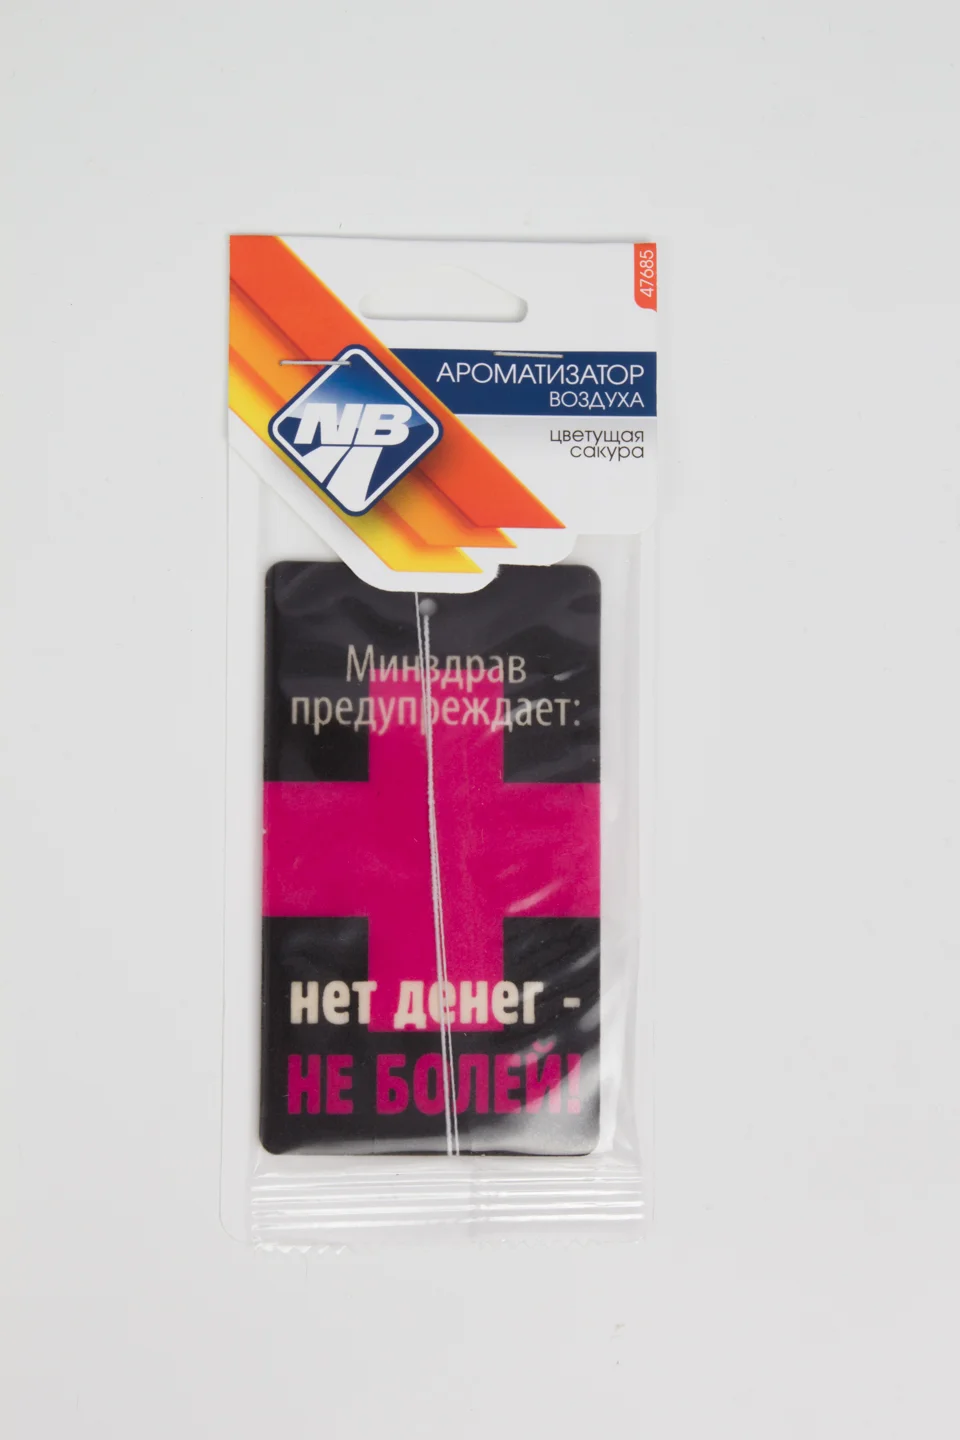 47685
NB
АРОМАТИЗАТОР
ВОЗДУХА
цветущая
сакура
Минздрав
предупреждает:
нет денег -
НЕ БОЛЕЙ!